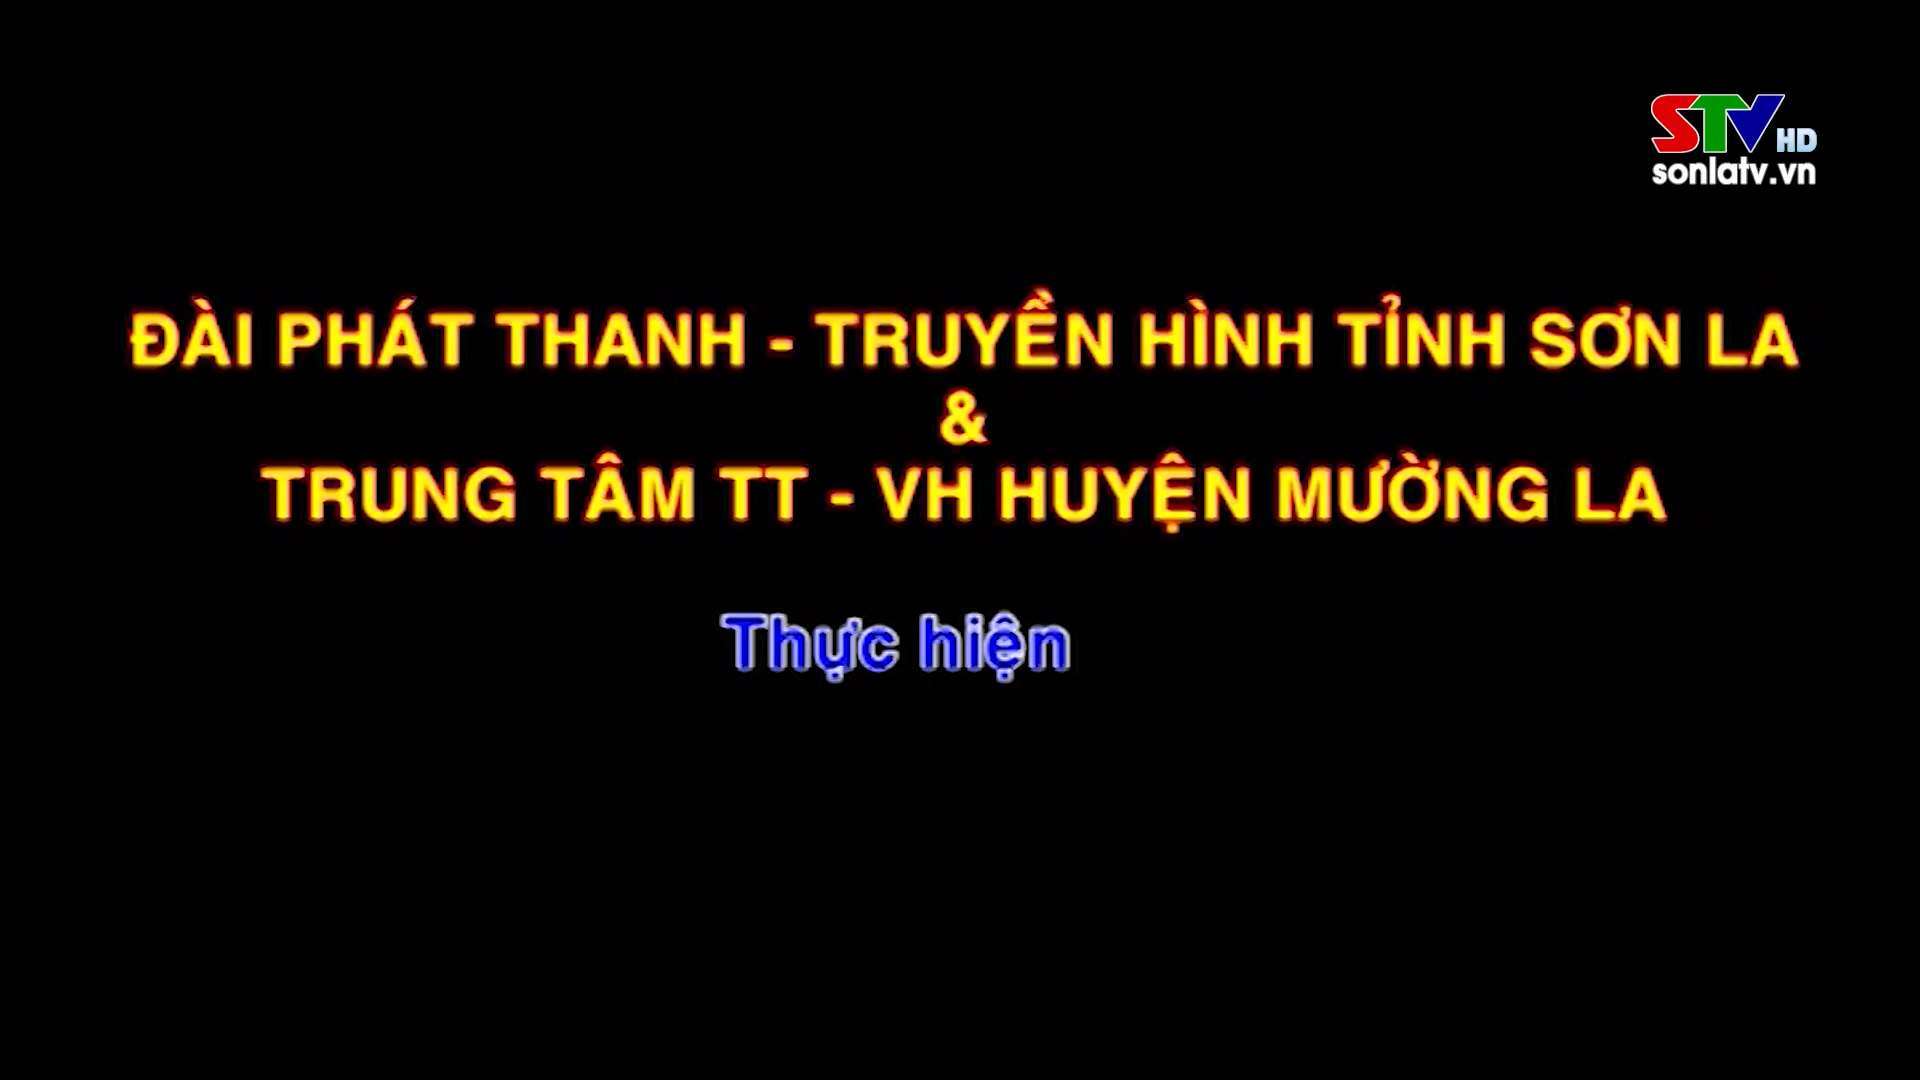 STV HD
sonlatv.vn
ĐÀI PHÁT THANH - TRUYỀN HÌNH TỈNH SƠN LA
&
TRUNG TÂM TT - VH HUYỆN MƯỜNG LA
Thực hiện